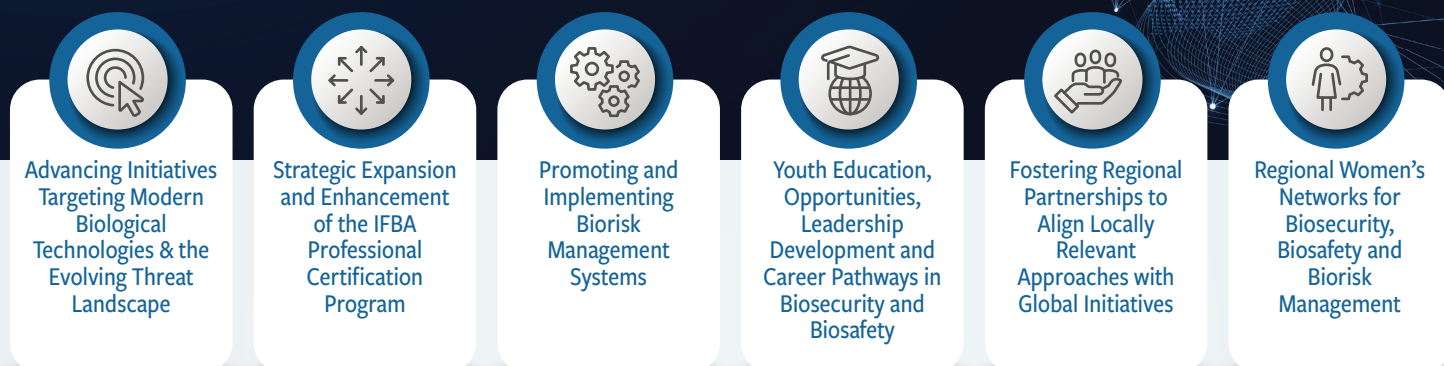 Advancing Initiatives
Targeting Modern
Biological
Technologies & the
Evolving Threat
Landscape
Strategic Expansion
and Enhancement
of the IFBA
Professional
Certification
Program
Promoting and
Implementing
Biorisk
Management
Systems
Youth Education,
Opportunities,
Leadership
Development and
Career Pathways in
Biosecurity and
Biosafety
Fostering Regional
Partnerships to
Align Locally
Relevant
Approaches with
Global Initiatives
Regional Women’s
Networks for
Biosecurity,
Biosafety and
Biorisk
Management